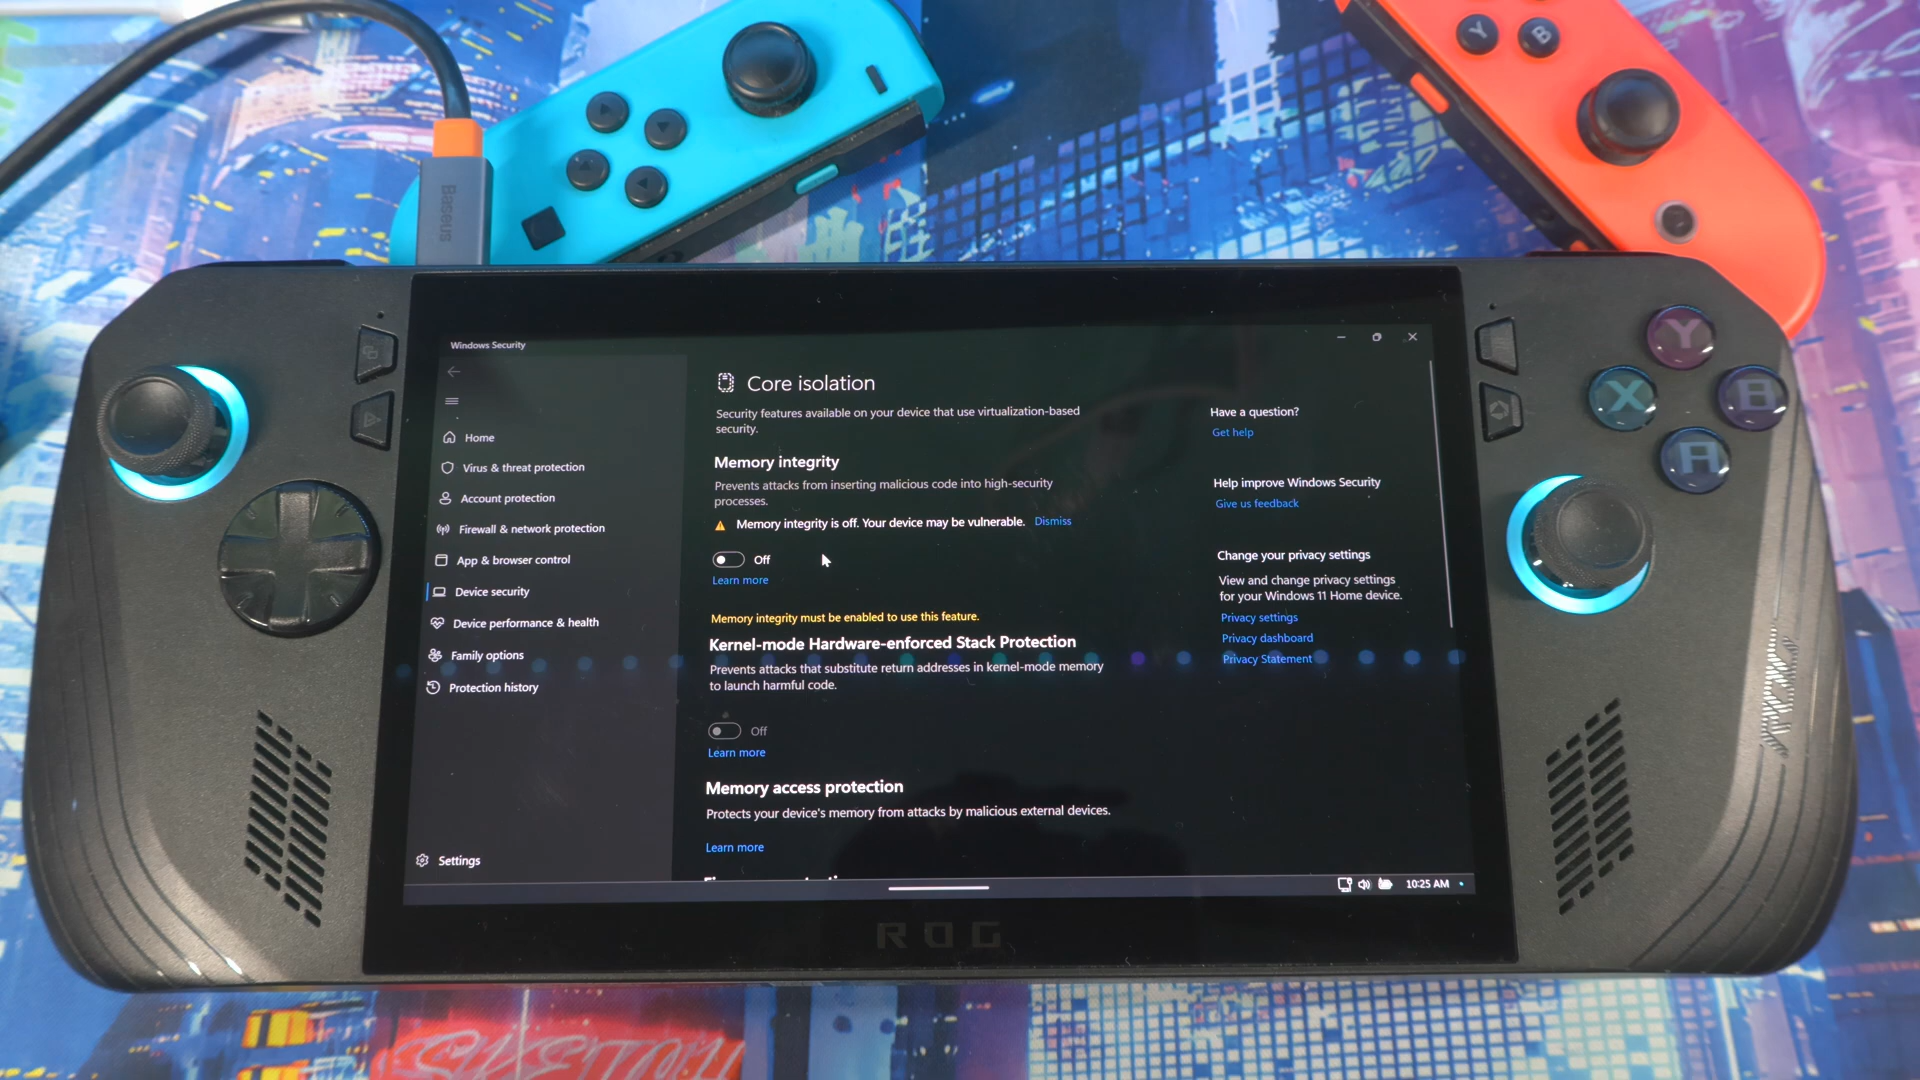 Y
B
Baseus
Windows Security
Home
Virus & threat protection
Account protection
Firewall & network protection
App & browser control
Device security
Device performance & health
Family options
Protection history
Settings
Core isolation
Security features available on your device that use virtualization-based
security.
Memory integrity
Prevents attacks from inserting malicious code into high-security
processes.
Memory integrity is off. Your device may be vulnerable. Dismiss
Off
Learn more
Memory integrity must be enabled to use this feature.
Kernel-mode Hardware-enforced Stack Protection
Prevents attacks that substitute return addresses in kernel-mode memory
to launch harmful code.
Off
Learn more
Memory access protection
Protects your device's memory from attacks by malicious external devices.
Learn more
Have a question?
Get help
Help improve Windows Security
Give us feedback
Change your privacy settings
View and change privacy settings
for your Windows 11 Home device.
Privacy settings
Privacy dashboard
Privacy Statement
10:25 AM
Y
X
B
A
ROG